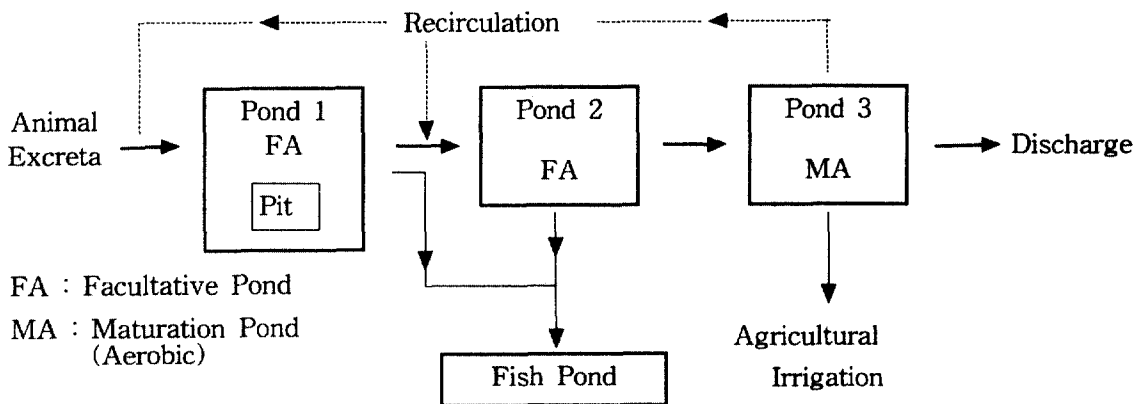 Recirculation
Animal
Excreta
Pond 1
FA
Pit
Pond 2
FA
Pond 3
MA
Discharge
FA : Facultative Pond
MA : Maturation Pond
(Aerobic)
Fish Pond
Agricultural
Irrigation